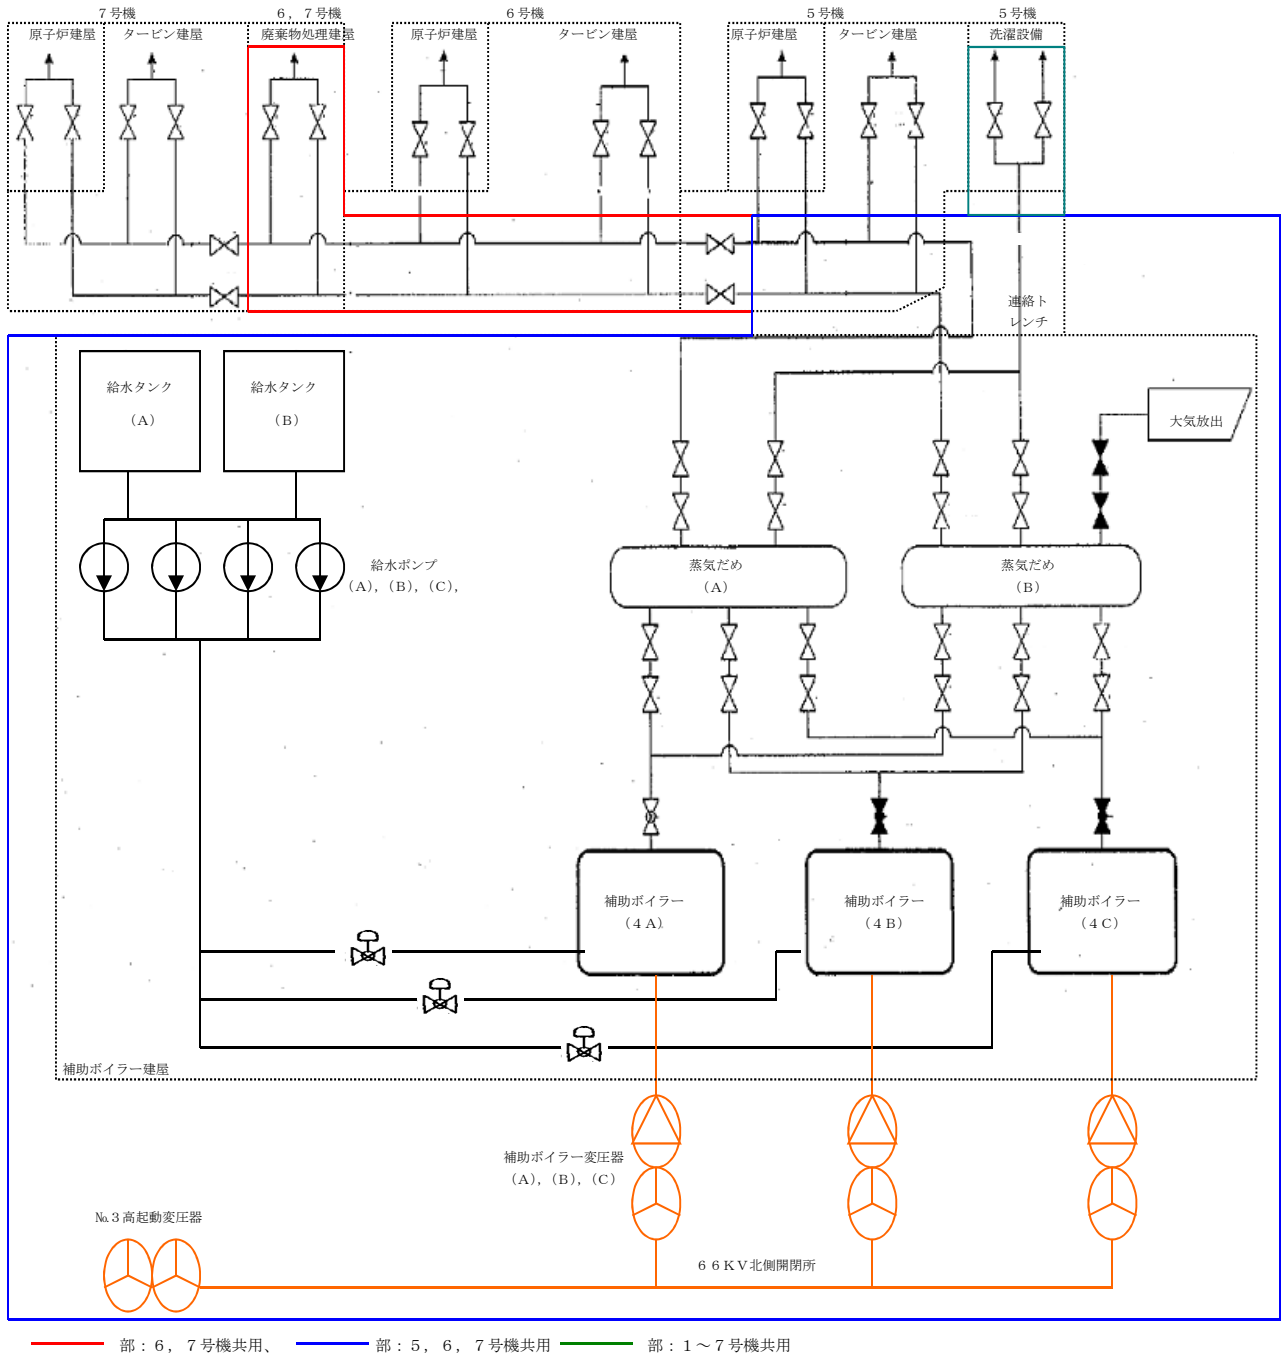 ７号機
６，７号機
６号機
５号機
５号機
原子炉建屋
タービン建屋
廃棄物処理建屋
原子炉建屋
タービン建屋
原子炉建屋
タービン建屋
洗濯設備
連絡ト
レンチ
給水タンク
（A）
給水タンク
（B）
大気放出
給水ポンプ
（A），（B），（C），
蒸気だめ
（A）
蒸気だめ
（B）
補助ボイラー
（４A）
補助ボイラー
（４B）
補助ボイラー
（４C）
補助ボイラー建屋
補助ボイラー変圧器
（A），（B），（C）
№３高起動変圧器
６６KV北側開閉所
部：６，７号機共用、
部：５，６，７号機共用
部：１～７号機共用